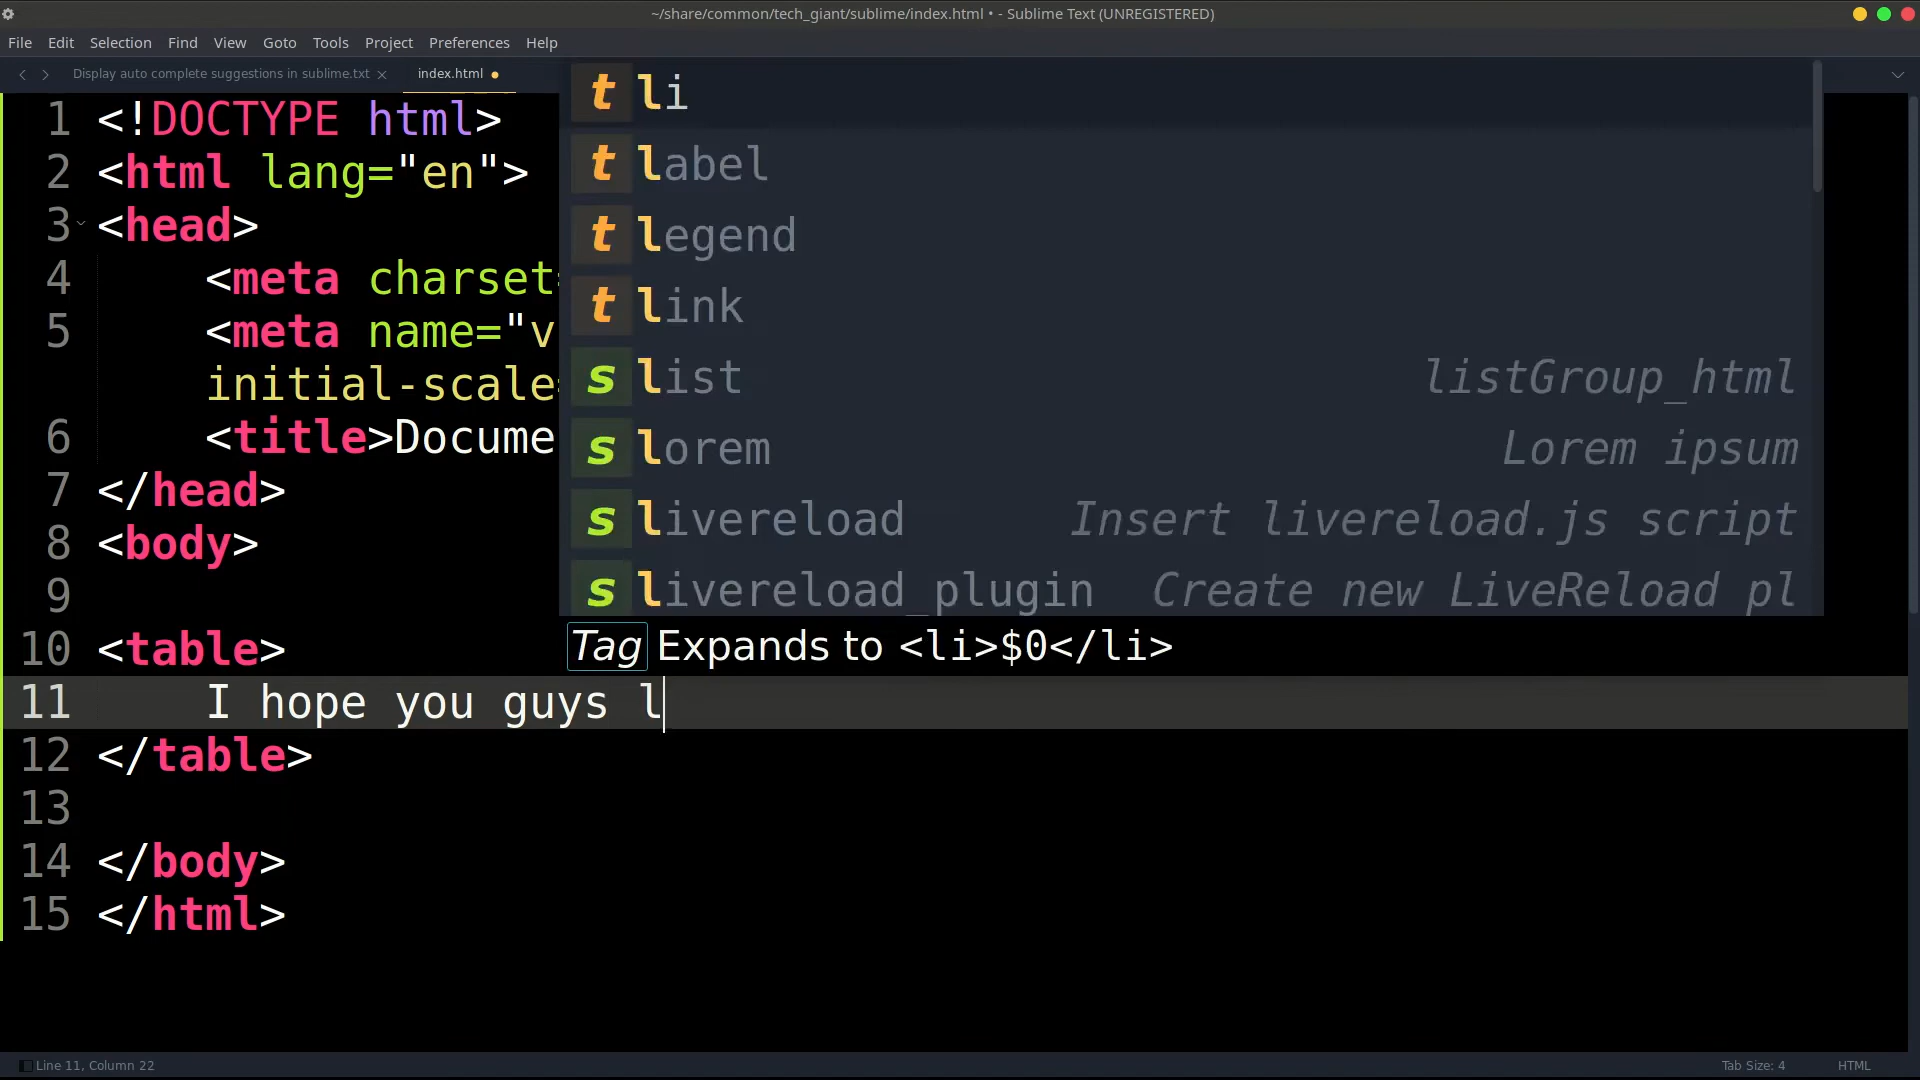 ~/share/common/tech_giant/sublime/index.html • - Sublime Text (UNREGISTERED)
File Edit Selection Find View Goto Tools Project Preferences Help
Display auto complete suggestions in sublime.txt index.html
1 <!DOCTYPE html>
2 <html lang="en">
3 <head>
4 <meta charset=
5 <meta name="v
initial-scale=
6 <title>Docume
7 </head>
8 <body>
9
10 <table>
11 I hope you guys l
12 </table>
13
14 </body>
15 </html>
t li
t label
t legend
t link
s list listGroup_html
s lorem Lorem ipsum
s livereload Insert livereload.js script
s livereload_plugin Create new LiveReload pl
Tag Expands to <li>$0</li>
Line 11, Column 22 Tab Size: 4 HTML